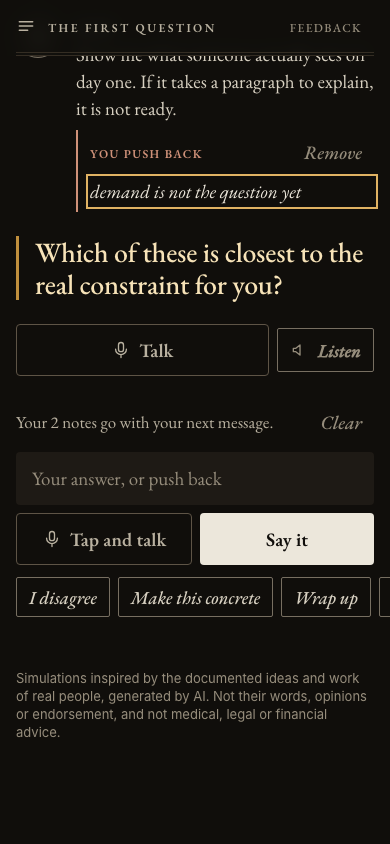 THE FIRST QUESTION
FEEDBACK
Show me what someone actually sees on
day one. If it takes a paragraph to explain,
it is not ready.
YOU PUSH BACK
Remove
demand is not the question yet
Which of these is closest to the
real constraint for you?
Talk
Listen
Your 2 notes go with your next message.
Clear
Your answer, or push back
Tap and talk
Say it
I disagree
Make this concrete
Wrap up
Simulations inspired by the documented ideas and work
of real people, generated by AI. Not their words, opinions
or endorsement, and not medical, legal or financial
advice.